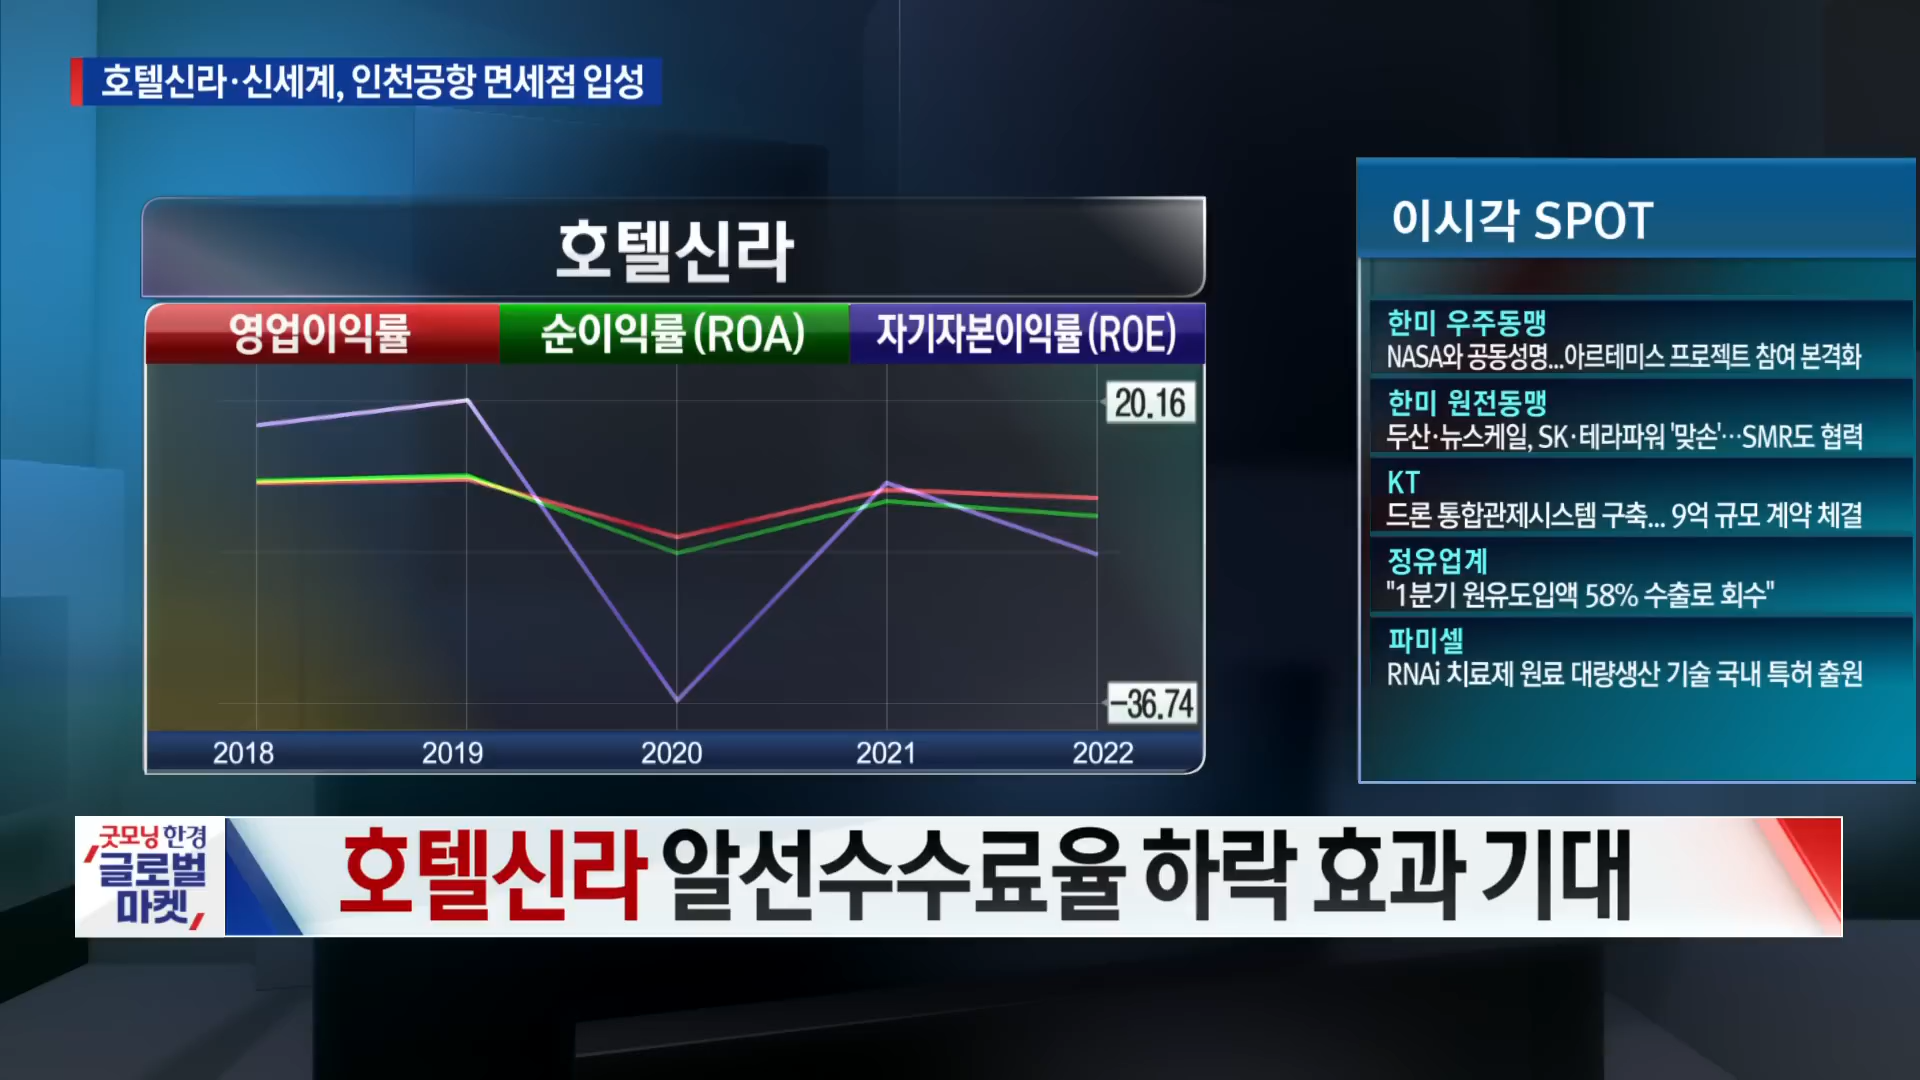 호텔신라·신세계, 인천공항 면세점 입성
호텔신라
영업이익률
순이익률(ROA)
자기자본이익률(ROE)
20.16
-36.74
2018 2019 2020 2021 2022
이시각 SPOT
한미 우주동맹
NASA와 공동성명...아르테미스 프로젝트 참여 본격화
한미 원전동맹
두산·뉴스케일, SK·테라파워 '맞손'…SMR도 협력
KT
드론 통합관제시스템 구축... 9억 규모 계약 체결
정유업계
"1분기 원유도입액 58% 수출로 회수"
파미셀
RNAi 치료제 원료 대량생산 기술 국내 특허 출원
굿모닝 한경
글로벌
마켓
호텔신라 알선수수료율 하락 효과 기대